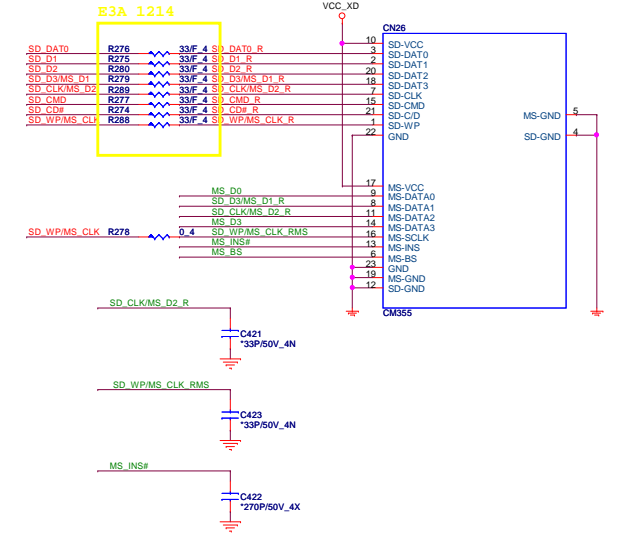 E3A 1214
VCC_XD
CN26
SD_DAT0 R276 33/F_4 SD_DAT0_R
SD_D1 R275 33/F_4 SD_D1_R
SD_D2 R280 33/F_4 SD_D2_R
SD_D3/MS_D1 R279 33/F_4 SD_D3/MS_D1_R
SD_CLK/MS_D2 R289 33/F_4 SD_CLK/MS_D2_R
SD_CMD R277 33/F_4 SD_CMD_R
SD_CD# R274 33/F_4 SD_CD#_R
SD_WP/MS_CLK R288 33/F_4 SD_WP/MS_CLK_R
10 SD-VCC
3 SD-DAT0
2 SD-DAT1
20 SD-DAT2
18 SD-DAT3
7 SD-CLK
15 SD-CMD
21 SD-C/D
1 SD-WP
22 GND
MS-GND 5
SD-GND 4
17 MS-VCC
MS_D0 9 MS-DATA0
SD_D3/MS_D1_R 8 MS-DATA1
SD_CLK/MS_D2_R 11 MS-DATA2
MS_D3 14 MS-DATA3
SD_WP/MS_CLK R278 0_4 SD_WP/MS_CLK_RMS 16 MS-SCLK
MS_INS# 13 MS-INS
MS_BS 6 MS-BS
23 GND
19 MS-GND
12 SD-GND
CM355
SD_CLK/MS_D2_R
C421
*33P/50V_4N
SD_WP/MS_CLK_RMS
C423
*33P/50V_4N
MS_INS#
C422
*270P/50V_4X